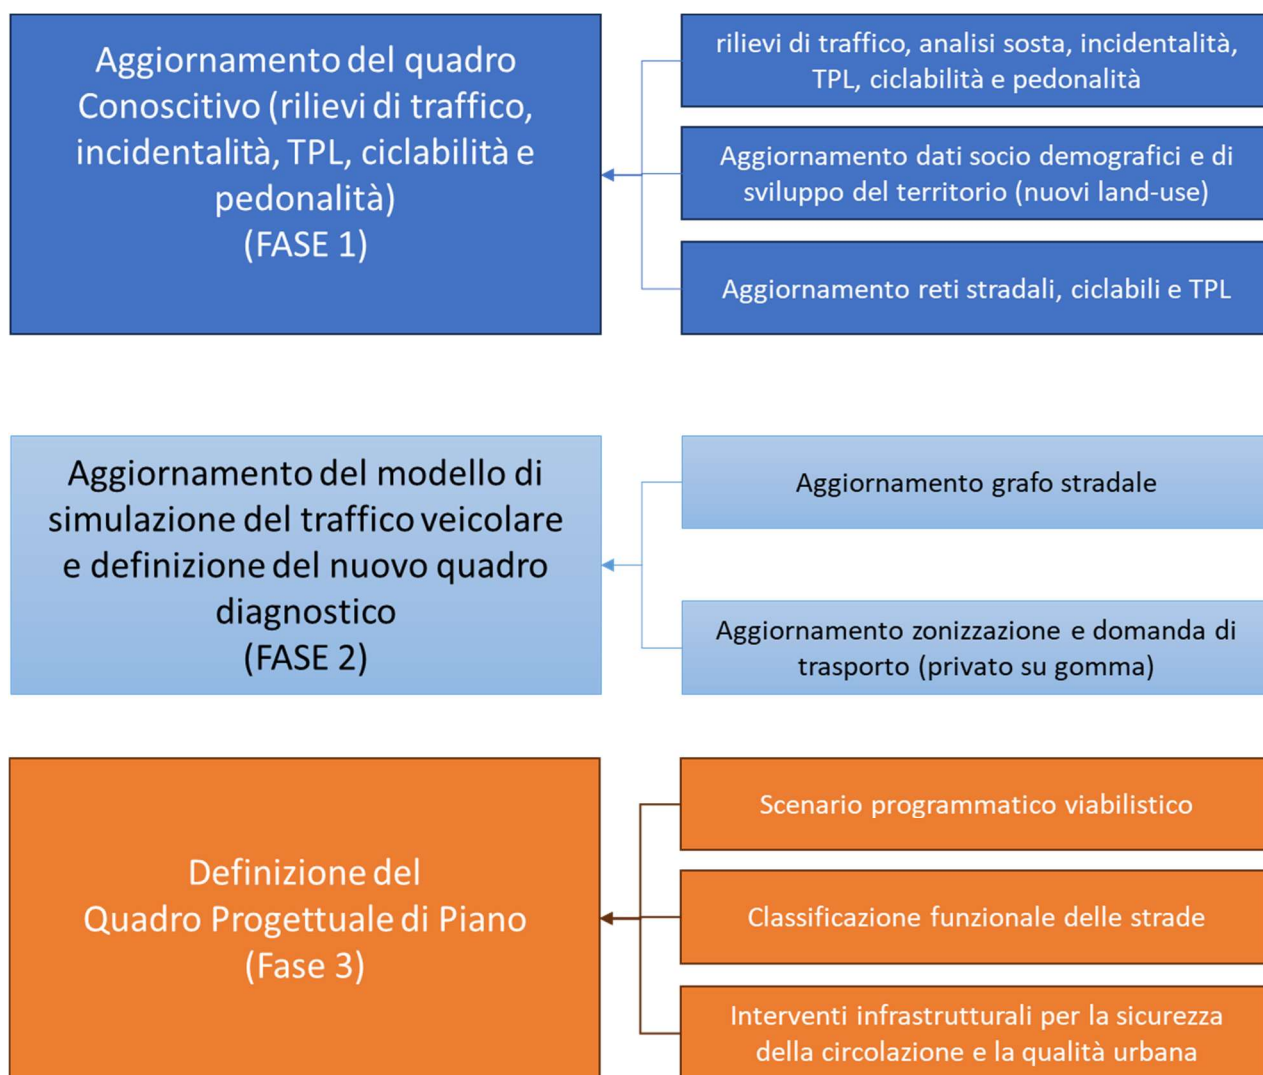 Aggiornamento del quadro
Conoscitivo (rilievi di traffico,
incidentalità, TPL, ciclabilità e
pedonalità)
(FASE 1)
rilievi di traffico, analisi sosta, incidentalità,
TPL, ciclabilità e pedonalità
Aggiornamento dati socio demografici e di
sviluppo del territorio (nuovi land-use)
Aggiornamento reti stradali, ciclabili e TPL
Aggiornamento del modello di
simulazione del traffico veicolare
e definizione del nuovo quadro
diagnostico
(FASE 2)
Aggiornamento grafo stradale
Aggiornamento zonizzazione e domanda di
trasporto (privato su gomma)
Definizione del
Quadro Progettuale di Piano
(Fase 3)
Scenario programmatico viabilistico
Classificazione funzionale delle strade
Interventi infrastrutturali per la sicurezza
della circolazione e la qualità urbana